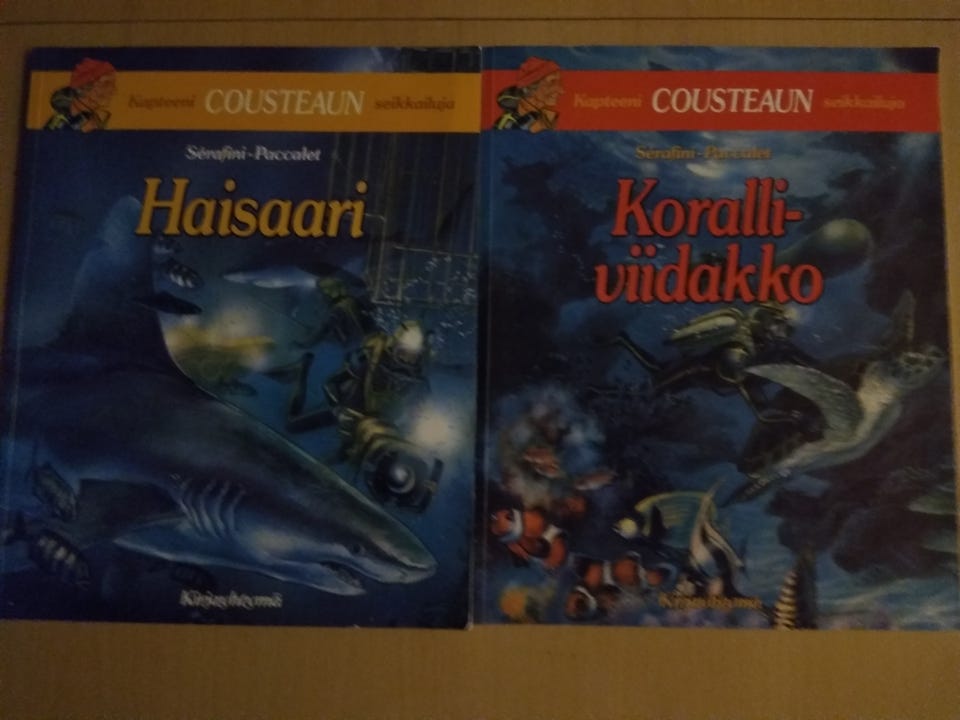 Kapteeni COUSTEAUN seikkailuja
Sérafini-Paccalet
Haisaari
Kirjayhtymä
Kapteeni COUSTEAUN seikkailuja
Sérafini-Paccalet
Koralli-
viidakko
Kirjayhtymä